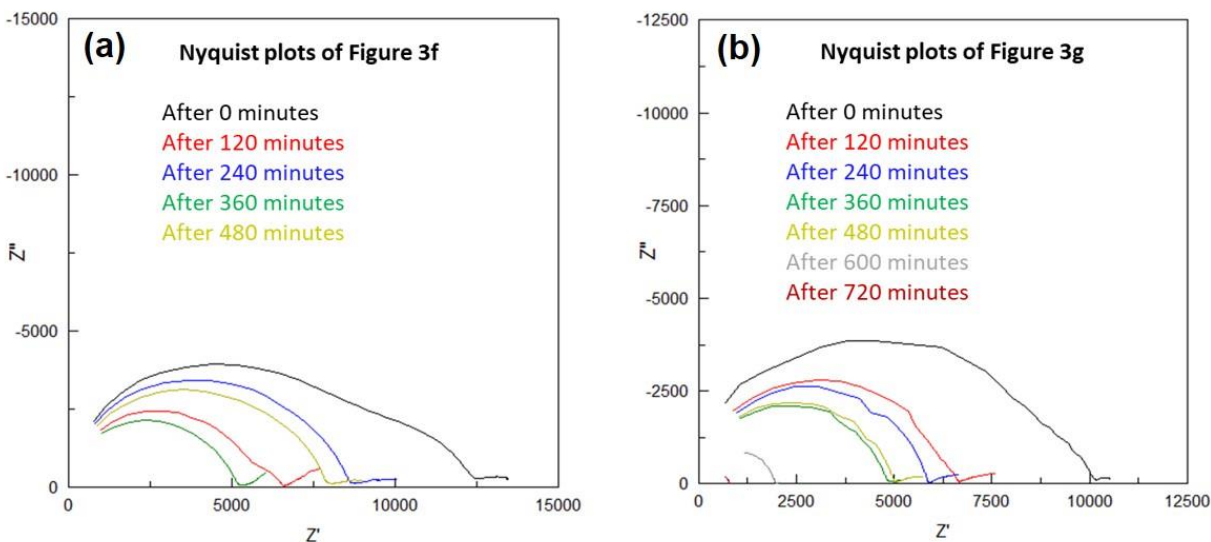 (a)
Nyquist plots of Figure 3f
After 0 minutes
After 120 minutes
After 240 minutes
After 360 minutes
After 480 minutes
-15000
-10000
-5000
0
Z"
0
5000
10000
15000
Z'
(b)
Nyquist plots of Figure 3g
After 0 minutes
After 120 minutes
After 240 minutes
After 360 minutes
After 480 minutes
After 600 minutes
After 720 minutes
-12500
-10000
-7500
-5000
-2500
0
Z"
0
2500
5000
7500
10000
12500
Z'